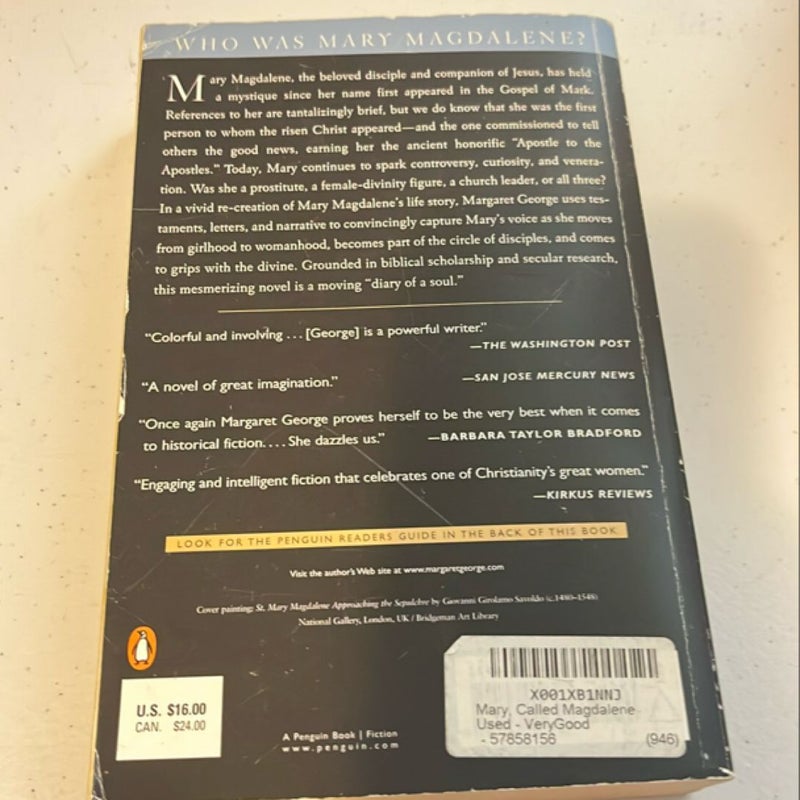 WHO WAS MARY MAGDALENE?
Mary Magdalene, the beloved disciple and companion of Jesus, has held
a mystique since her name first appeared in the Gospel of Mark.
References to her are tantalizingly brief, but we do know that she was the first
person to whom the risen Christ appeared—and the one commissioned to tell
others the good news, earning her the ancient honorific "Apostle to the
Apostles." Today, Mary continues to spark controversy, curiosity, and venera-
tion. Was she a prostitute, a female-divinity figure, a church leader, or all three?
In a vivid re-creation of Mary Magdalene's life story, Margaret George uses tes-
taments, letters, and narrative to convincingly capture Mary's voice as she moves
from girlhood to womanhood, becomes part of the circle of disciples, and comes
to grips with the divine. Grounded in biblical scholarship and secular research,
this mesmerizing novel is a moving "diary of a soul."
"Colorful and involving . . . [George] is a powerful writer."
—THE WASHINGTON POST
"A novel of great imagination." —SAN JOSE MERCURY NEWS
"Once again Margaret George proves herself to be the very best when it comes
to historical fiction. . . . She dazzles us." —BARBARA TAYLOR BRADFORD
"Engaging and intelligent fiction that celebrates one of Christianity's great women."
—KIRKUS REVIEWS
LOOK FOR THE PENGUIN READERS GUIDE IN THE BACK OF THIS BOOK
Visit the author's Web site at www.margaretgeorge.com
Cover painting: St. Mary Magdalene Approaching the Sepulchre by Giovanni Girolamo Savoldo (c.1480–1548)
National Gallery, London, UK / Bridgeman Art Library
U.S. $16.00
CAN. $24.00
A Penguin Book | Fiction
www.penguin.com
X001XB1NNJ
Mary, Called Magdalene
Used - VeryGood
- 57858156 (946)